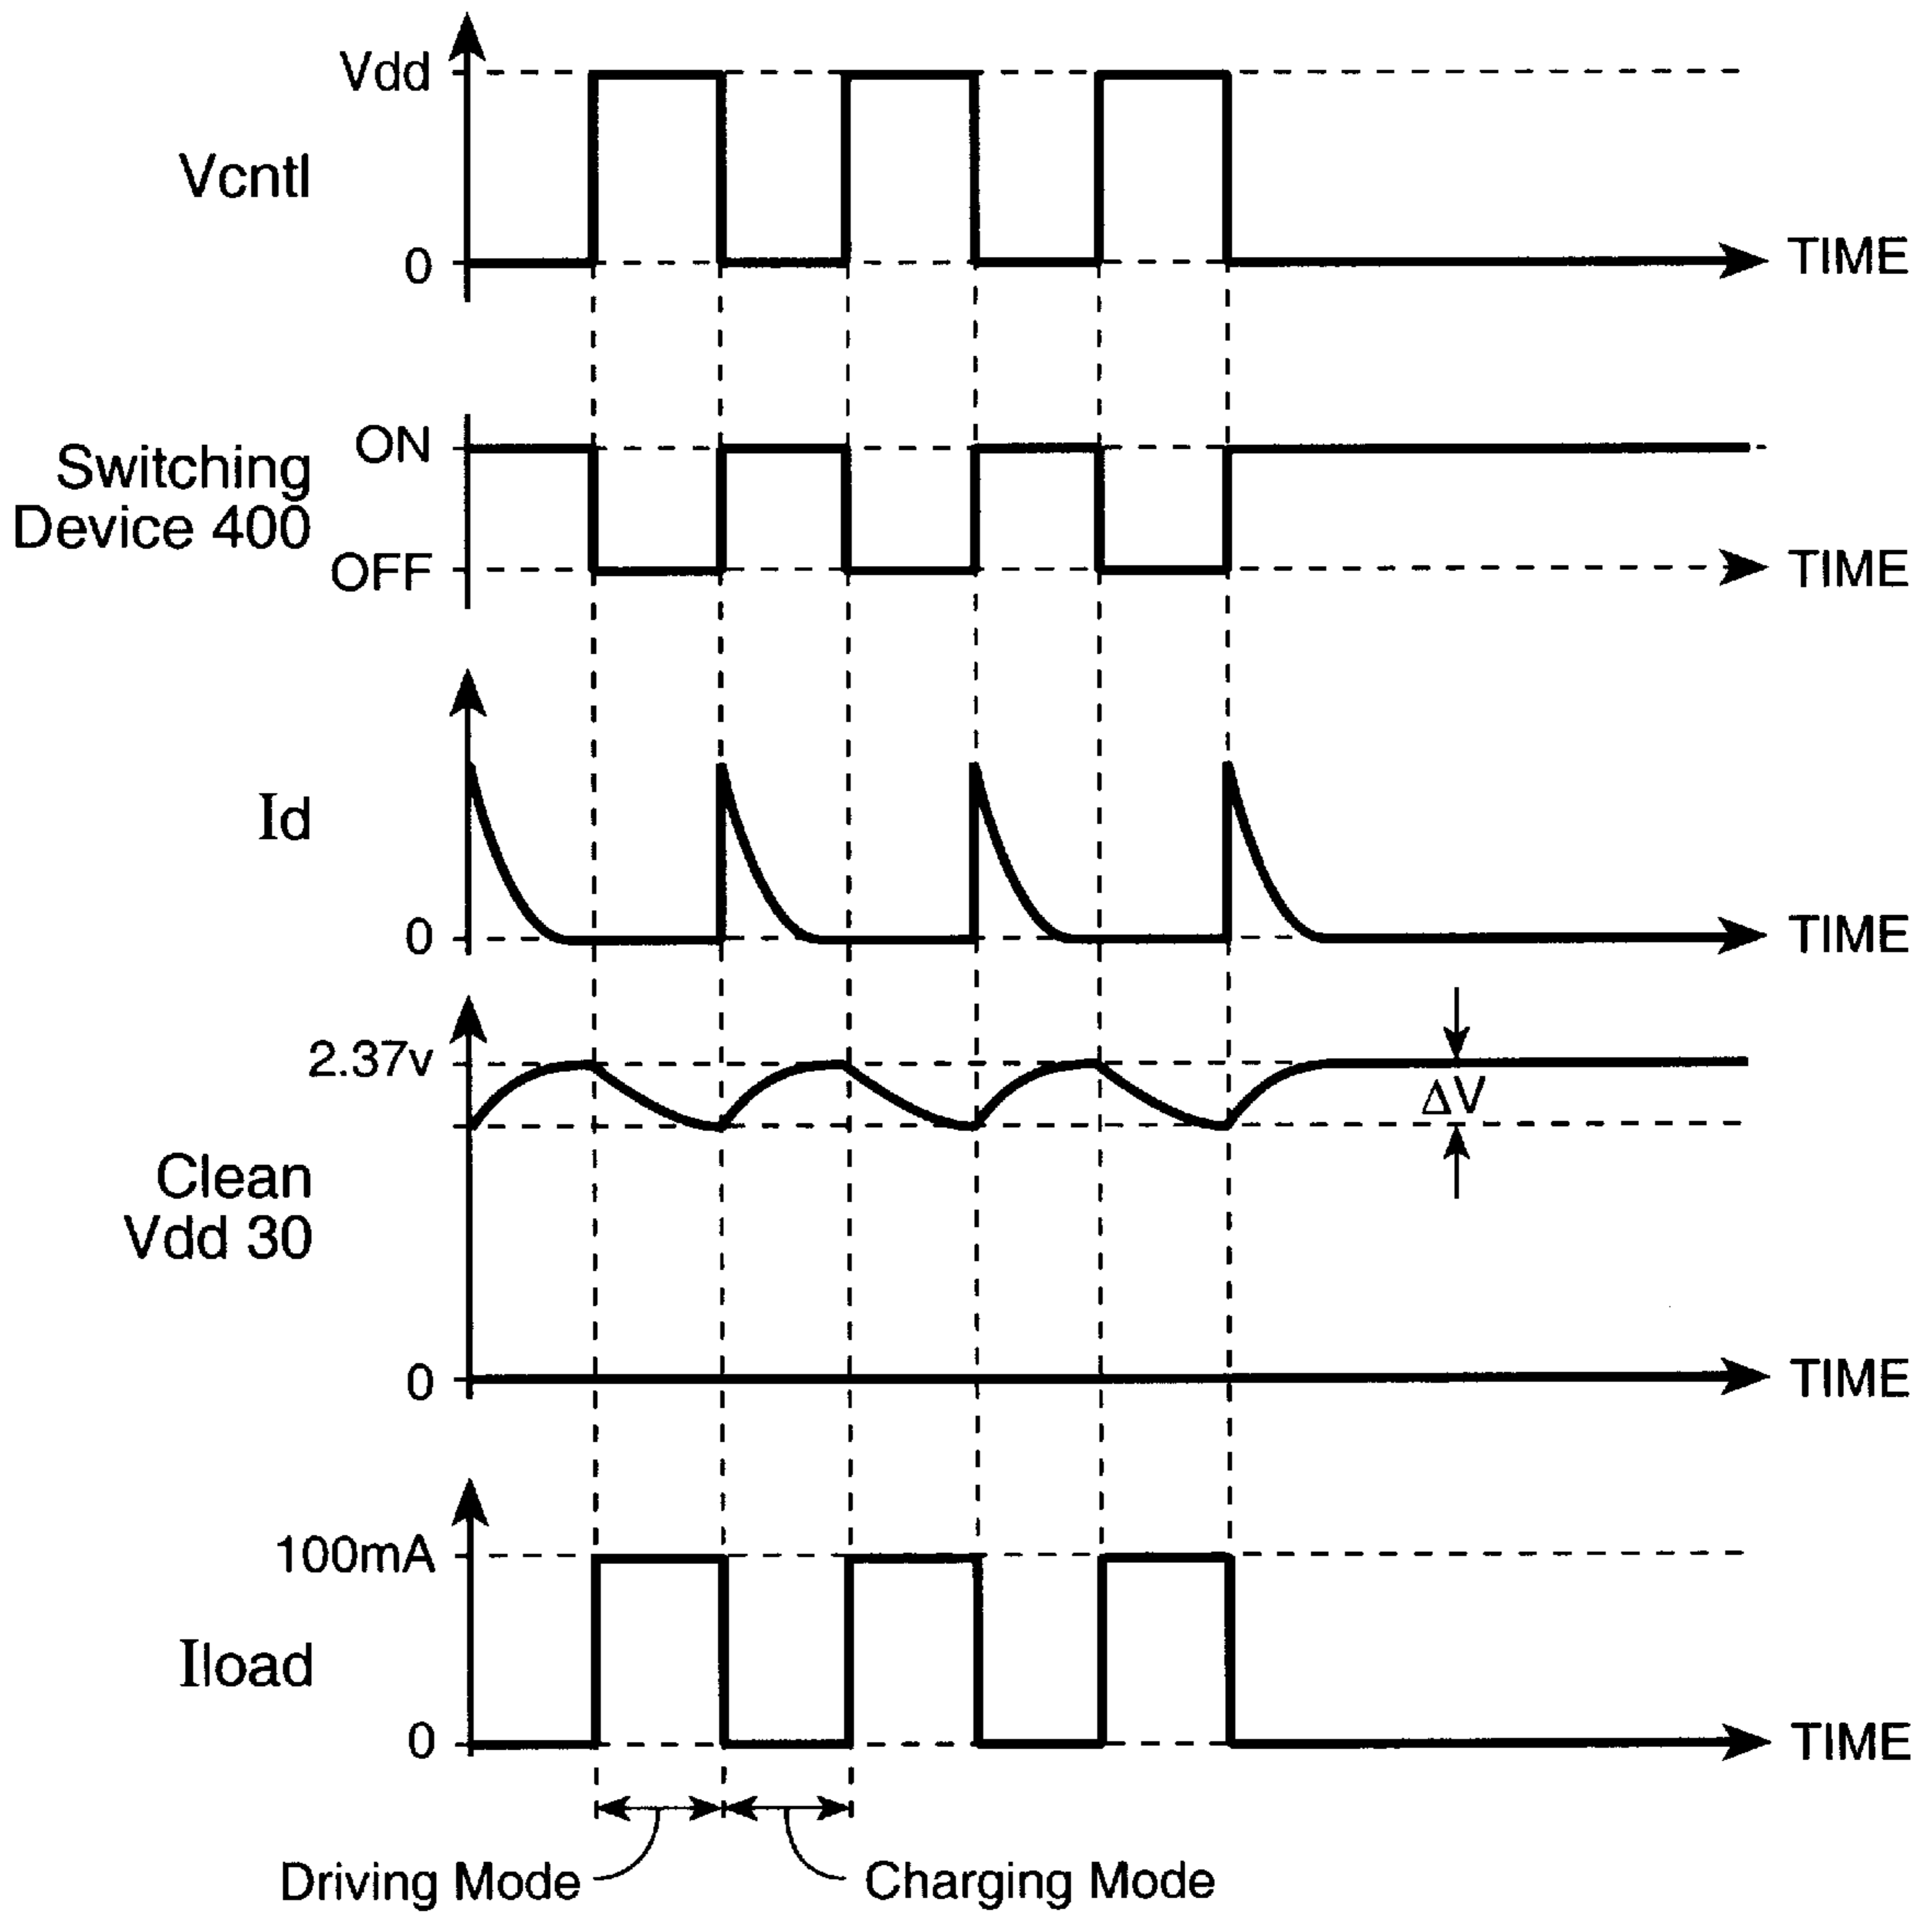 Vdd
Vcntl
0
TIME
Switching
Device 400
ON
OFF
TIME
Id
0
TIME
2.37v
ΔV
Clean
Vdd 30
0
TIME
100mA
Iload
0
TIME
Driving Mode
Charging Mode